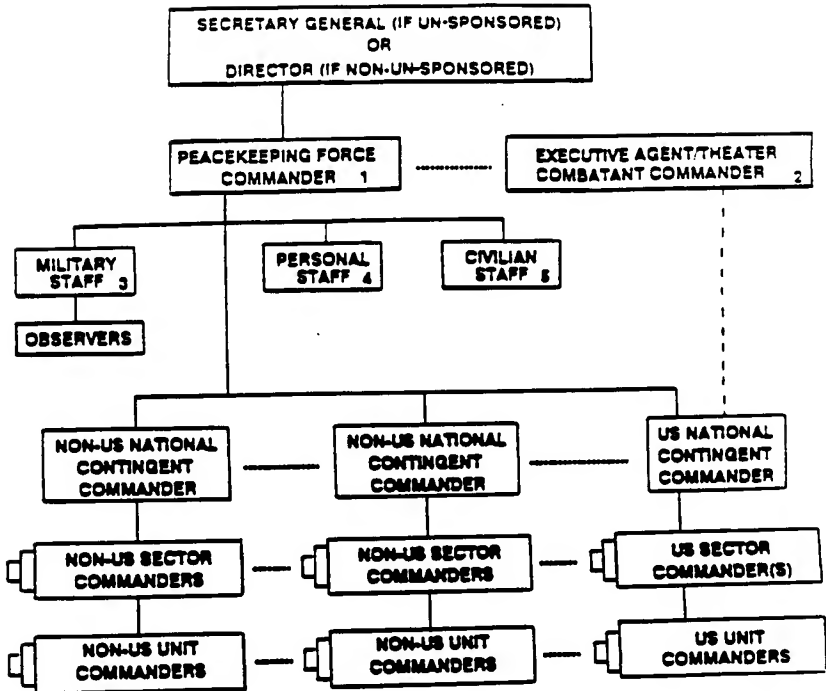 SECRETARY GENERAL (IF UN-SPONSORED)
OR
DIRECTOR (IF NON-UN-SPONSORED)
PEACEKEEPING FORCE
COMMANDER 1
EXECUTIVE AGENT/THEATER
COMBATANT COMMANDER 2
MILITARY
STAFF 3
PERSONAL
STAFF 4
CIVILIAN
STAFF 5
OBSERVERS
NON-US NATIONAL
CONTINGENT
COMMANDER
NON-US NATIONAL
CONTINGENT
COMMANDER
US NATIONAL
CONTINGENT
COMMANDER
NON-US SECTOR
COMMANDERS
NON-US SECTOR
COMMANDERS
US SECTOR
COMMANDER(S)
NON-US UNIT
COMMANDERS
NON-US UNIT
COMMANDERS
US UNIT
COMMANDERS